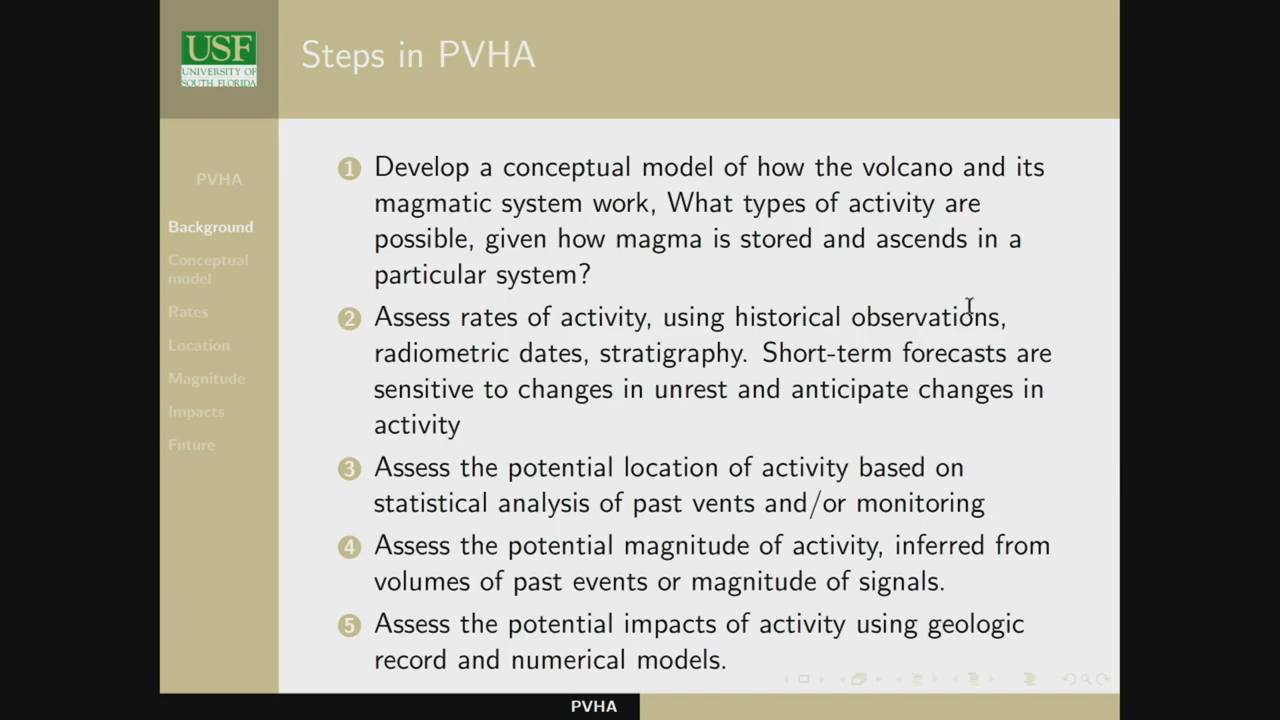 USF
UNIVERSITY OF
SOUTH FLORIDA
Steps in PVHA
PVHA
Background
Conceptual
model
Rates
Location
Magnitude
Impacts
Future
1 Develop a conceptual model of how the volcano and its
magmatic system work, What types of activity are
possible, given how magma is stored and ascends in a
particular system?
2 Assess rates of activity, using historical observations,
radiometric dates, stratigraphy. Short-term forecasts are
sensitive to changes in unrest and anticipate changes in
activity
3 Assess the potential location of activity based on
statistical analysis of past vents and/or monitoring
4 Assess the potential magnitude of activity, inferred from
volumes of past events or magnitude of signals.
5 Assess the potential impacts of activity using geologic
record and numerical models.
PVHA